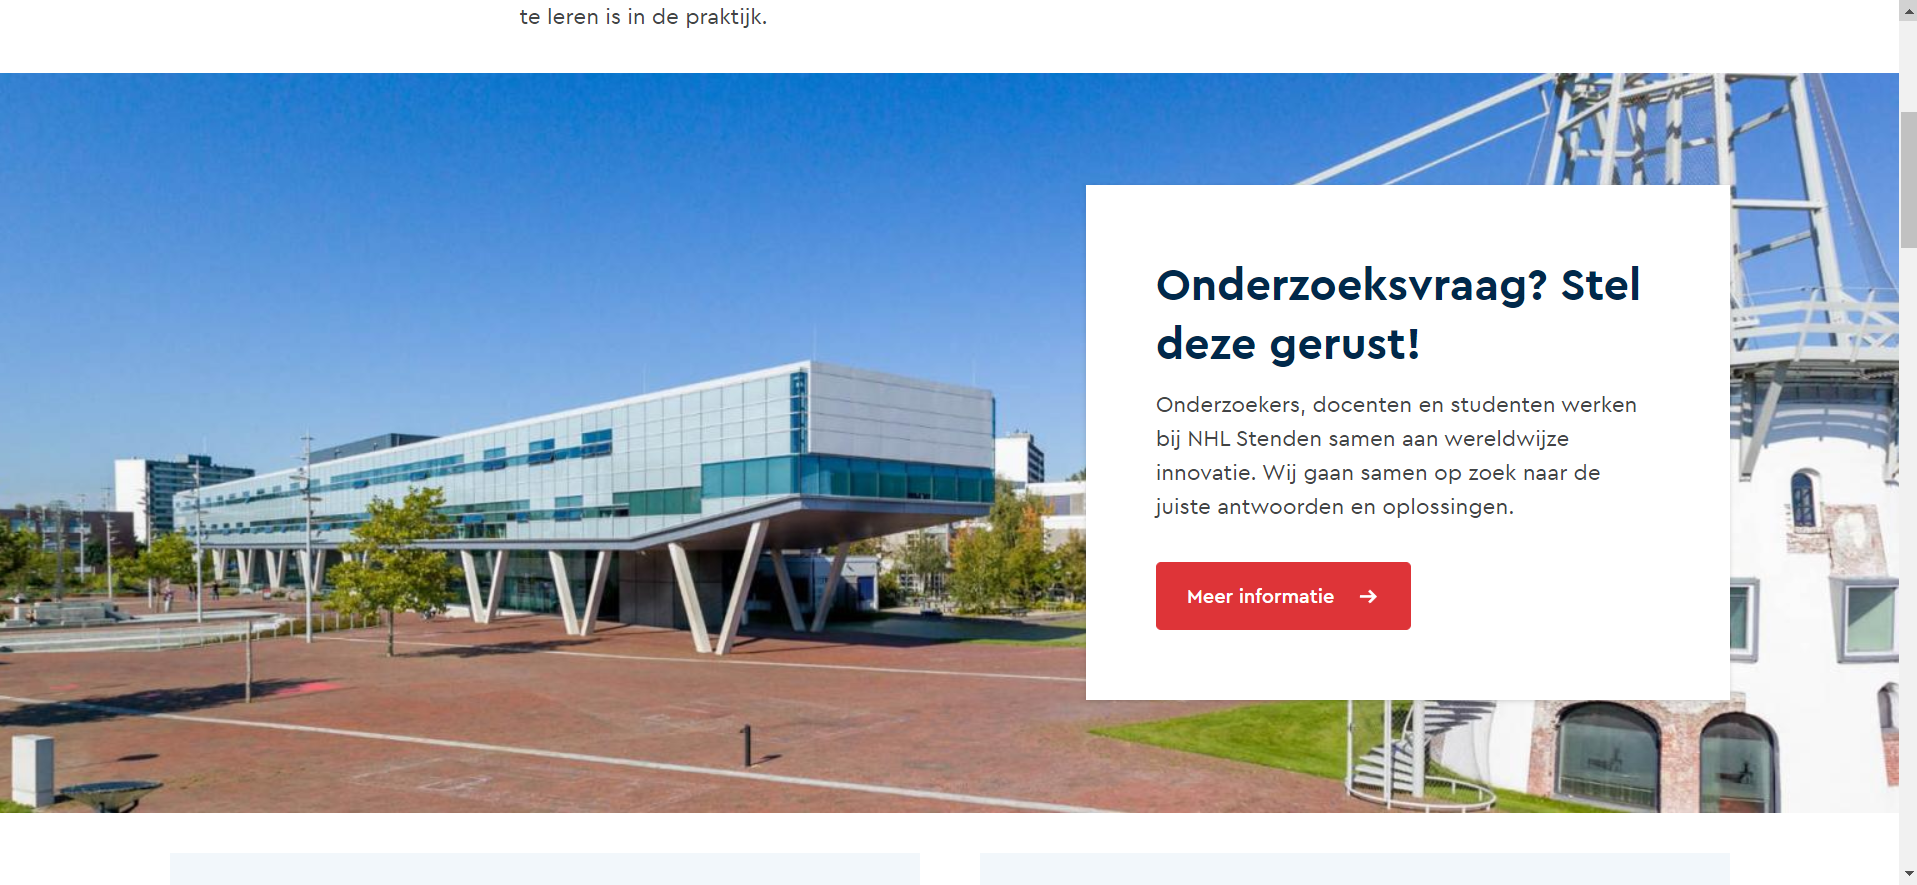 te leren is in de praktijk.
Onderzoeksvraag? Stel
deze gerust!
Onderzoekers, docenten en studenten werken
bij NHL Stenden samen aan wereldwijze
innovatie. Wij gaan samen op zoek naar de
juiste antwoorden en oplossingen.
Meer informatie